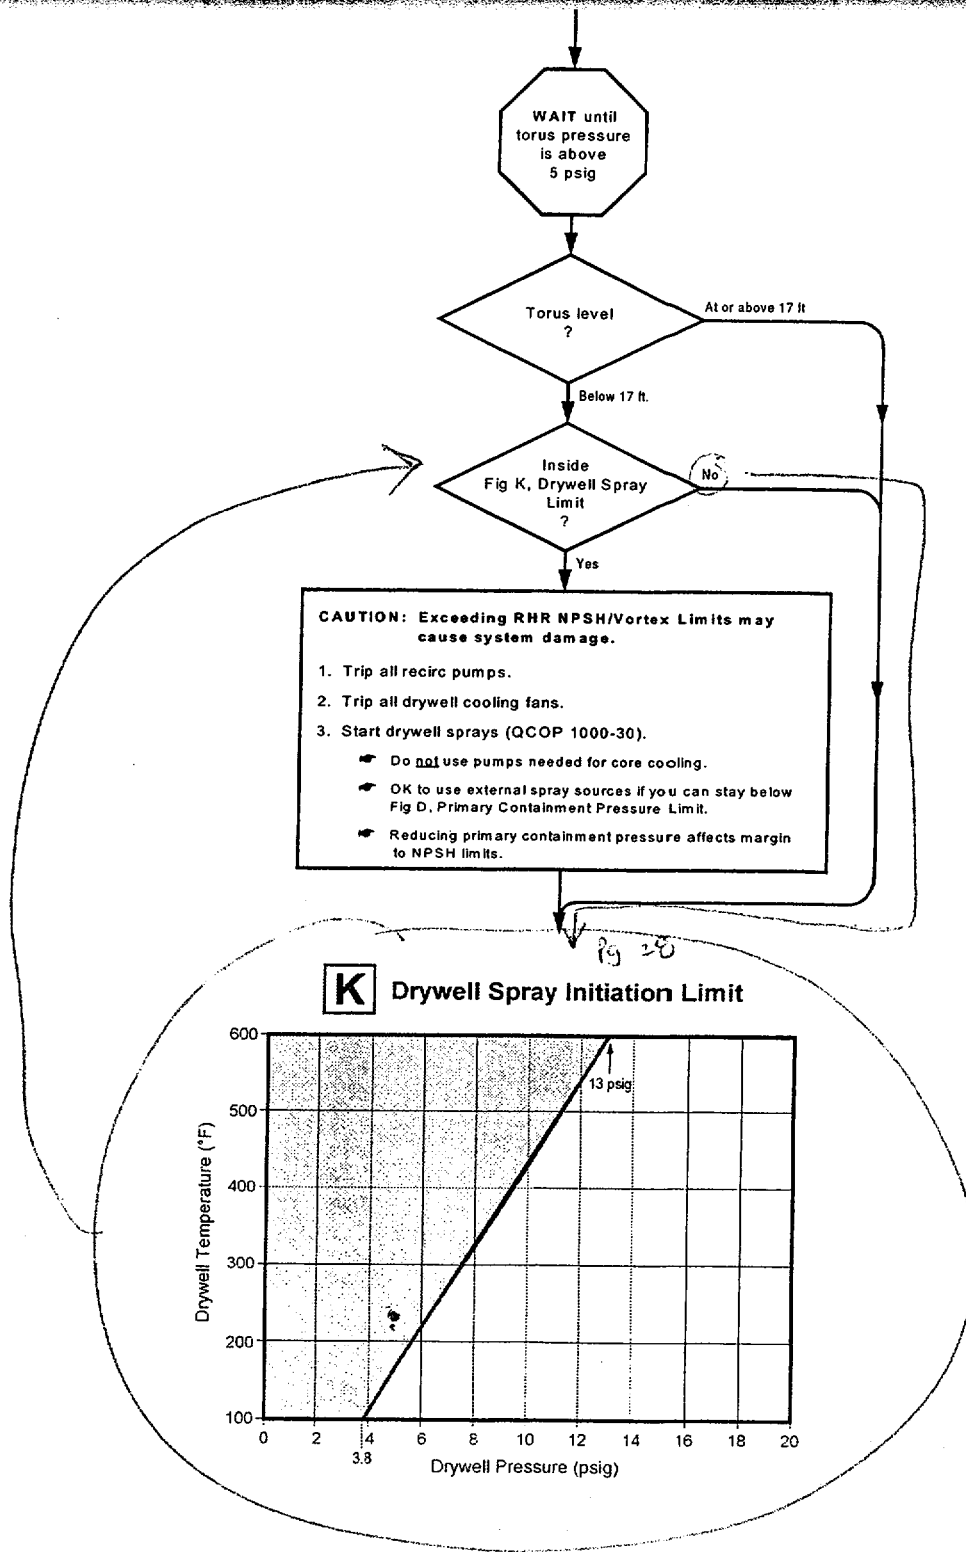 WAIT until
torus pressure
is above
5 psig
Torus level
?
At or above 17 ft
Below 17 ft.
Inside
Fig K, Drywell Spray
Limit
?
No
Yes
CAUTION: Exceeding RHR NPSH/Vortex Limits may
cause system damage.
1. Trip all recirc pumps.
2. Trip all drywell cooling fans.
3. Start drywell sprays (QCOP 1000-30).
Do not use pumps needed for core cooling.
OK to use external spray sources if you can stay below
Fig D, Primary Containment Pressure Limit.
Reducing primary containment pressure affects margin
to NPSH limits.
Pg 28
K Drywell Spray Initiation Limit
600
500
400
300
200
100
Drywell Temperature (°F)
13 psig
0 2 4 6 8 10 12 14 16 18 20
3.8
Drywell Pressure (psig)